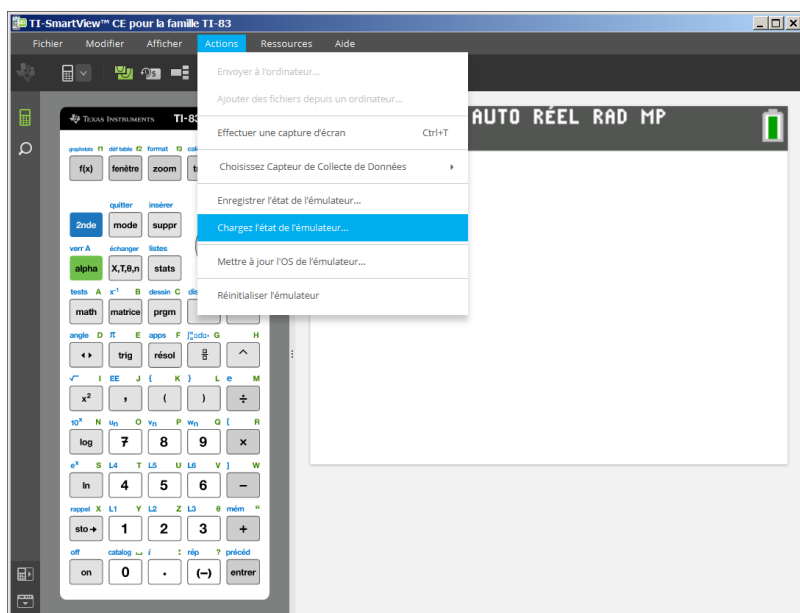 TI-SmartView™ CE pour la famille TI-83
Fichier Modifier Afficher Actions Ressources Aide
Envoyer à l'ordinateur...
Ajouter des fichiers depuis un ordinateur...
Effectuer une capture d'écran Ctrl+T
Choisissez Capteur de Collecte de Données
Enregistrer l'état de l'émulateur...
Chargez l'état de l'émulateur...
Mettre à jour l'OS de l'émulateur...
Réinitialiser l'émulateur
AUTO RÉEL RAD MP
TEXAS INSTRUMENTS TI-83
graphstats f1 déf table f2 format f3
f(x) fenêtre zoom
quitter insérer
2nde mode suppr
verr A échanger listes
alpha X,T,θ,n stats
tests A x⁻¹ B dessin C
math matrice prgm
angle D π E apps F G H
trig résol ^
√ I EE J { K } L e M
x² , ( ) ÷
10ˣ N uₙ O vₙ P wₙ Q [ R
log 7 8 9 ×
eˣ S L4 T L5 U L6 V ] W
ln 4 5 6 −
rappel X L1 Y L2 Z L3 θ mém "
sto→ 1 2 3 +
off catalog i : rép ? précéd
on 0 . (−) entrer